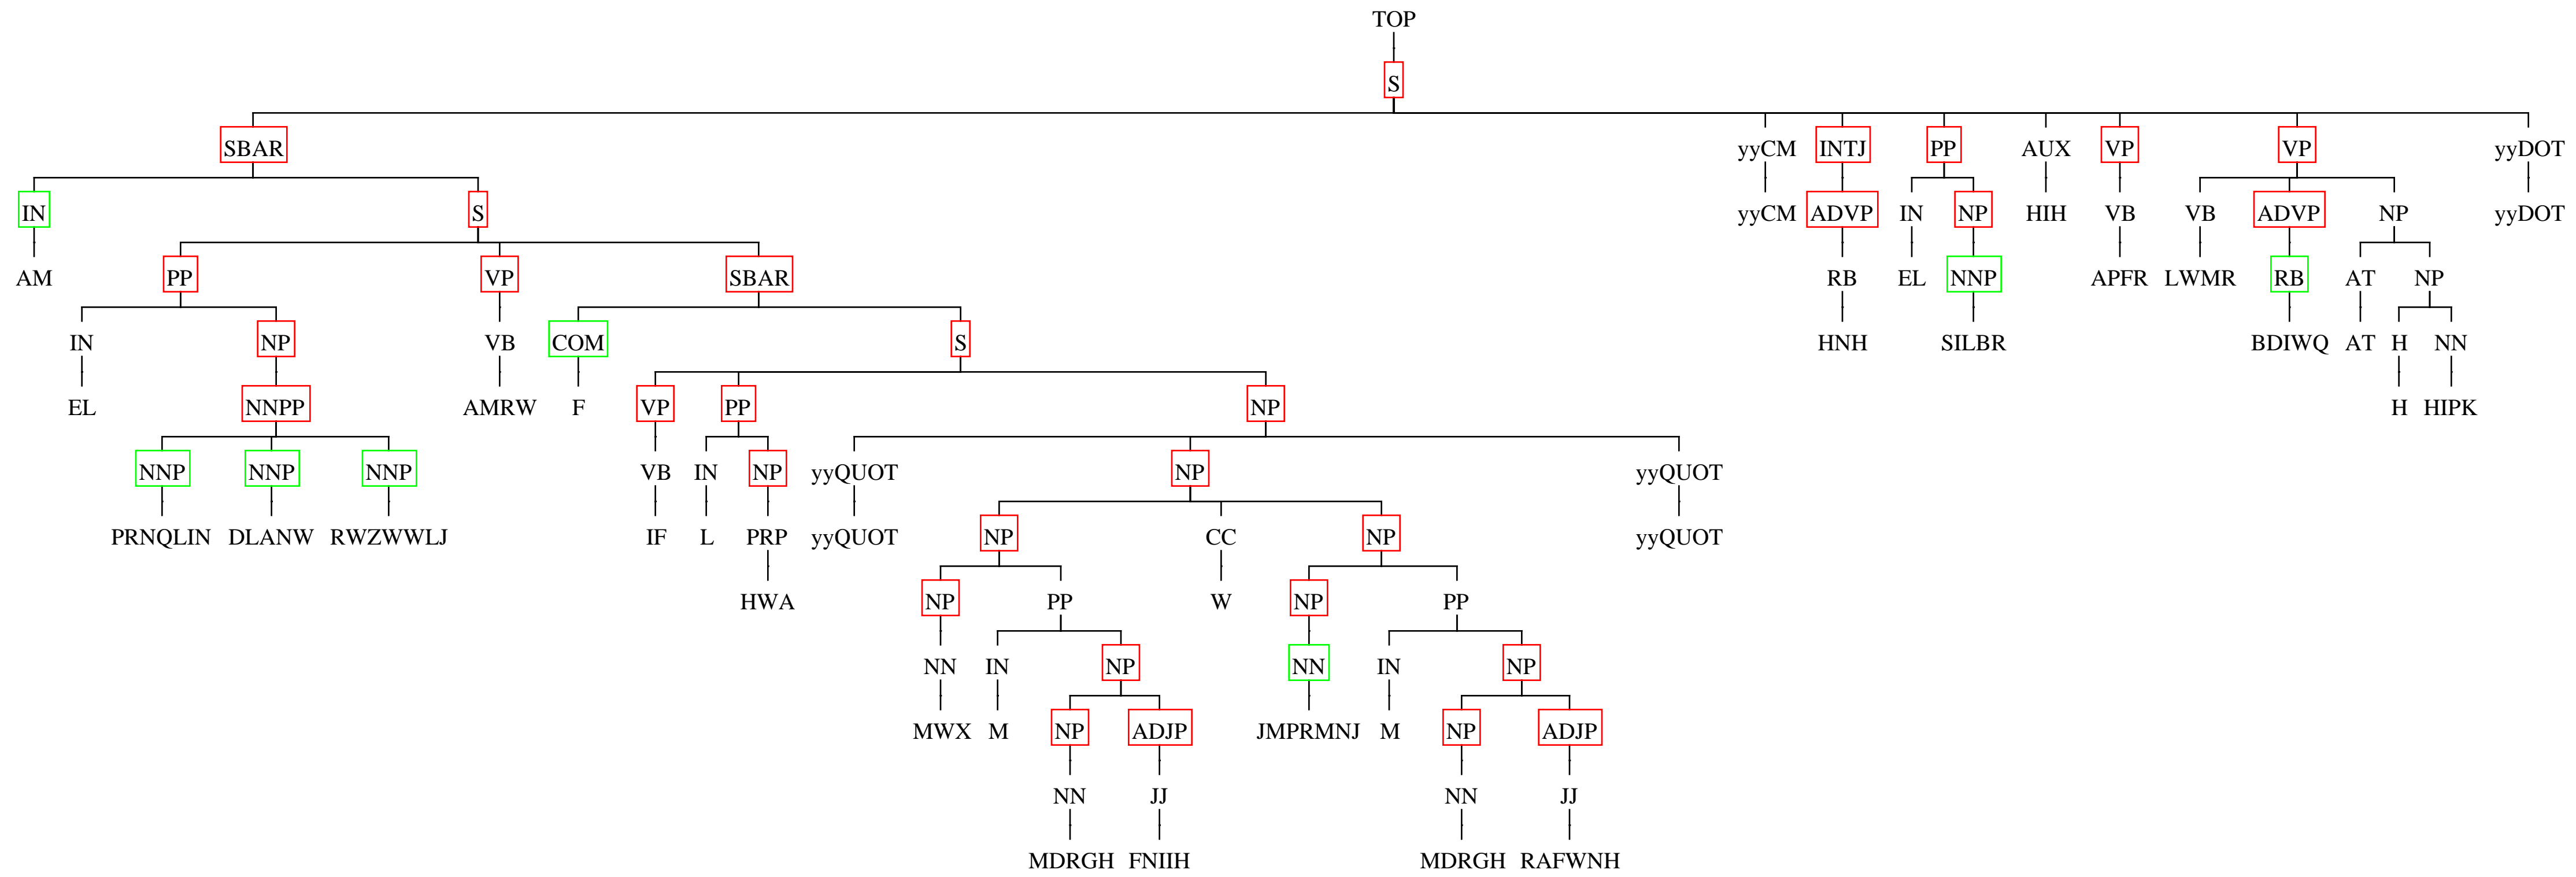 TOP
S
SBAR yyCM INTJ PP AUX VP VP yyDOT
IN S yyCM ADVP IN NP HIH VB VB ADVP NP yyDOT
AM PP VP SBAR RB EL NNP APFR LWMR RB AT NP
IN NP VB COM S HNH SILBR BDIWQ AT H NN
EL NNPP AMRW F VP PP NP H HIPK
NNP NNP NNP VB IN NP yyQUOT NP yyQUOT
PRNQLIN DLANW RWZWWLJ IF L PRP yyQUOT NP CC NP yyQUOT
HWA NP PP W NP PP
NN IN NP NN IN NP
MWX M NP ADJP JMPRMNJ M NP ADJP
NN JJ NN JJ
MDRGH FNIIH MDRGH RAFWNH